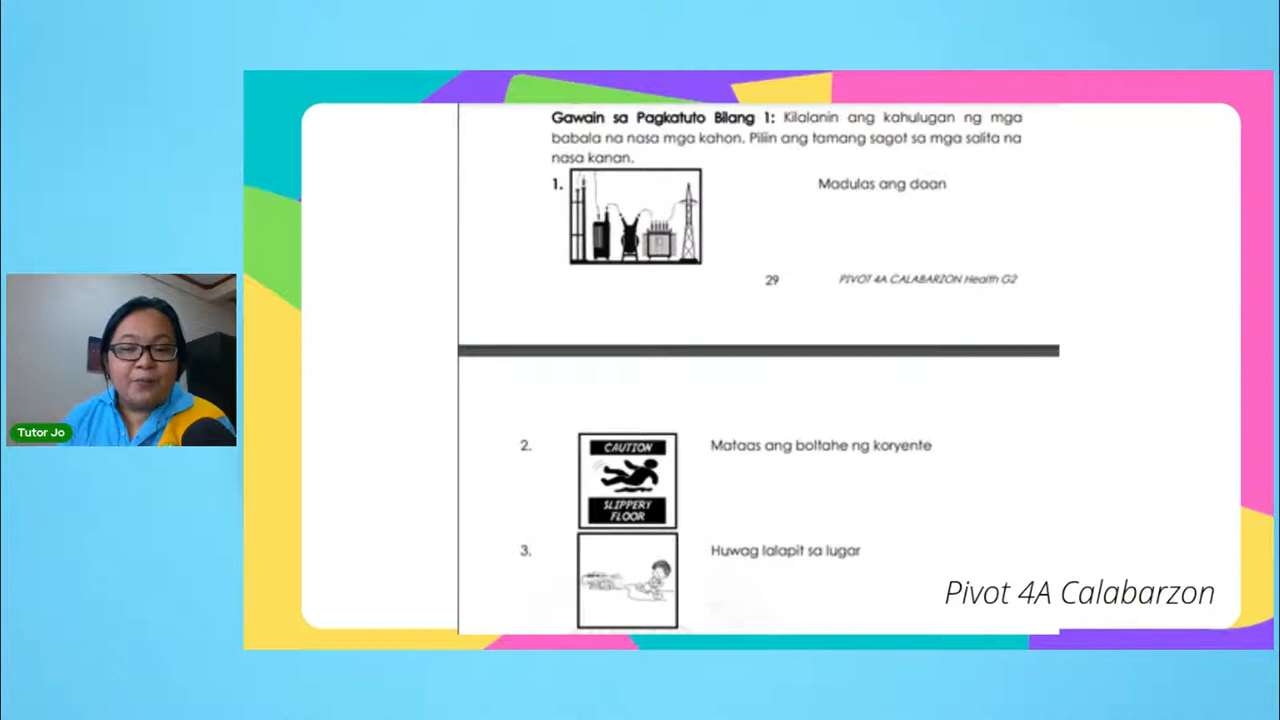 Gawain sa Pagkatuto Bilang 1: Kilalanin ang kahulugan ng mga
babala na nasa mga kahon. Piliin ang tamang sagot sa mga salita na
nasa kanan.
1.
Madulas ang daan
29
PIVOT 4A CALABARZON Health G2
2.
CAUTION
SLIPPERY
FLOOR
Mataas ang boltahe ng koryente
3.
Huwag lalapit sa lugar
Pivot 4A Calabarzon
Tutor Jo